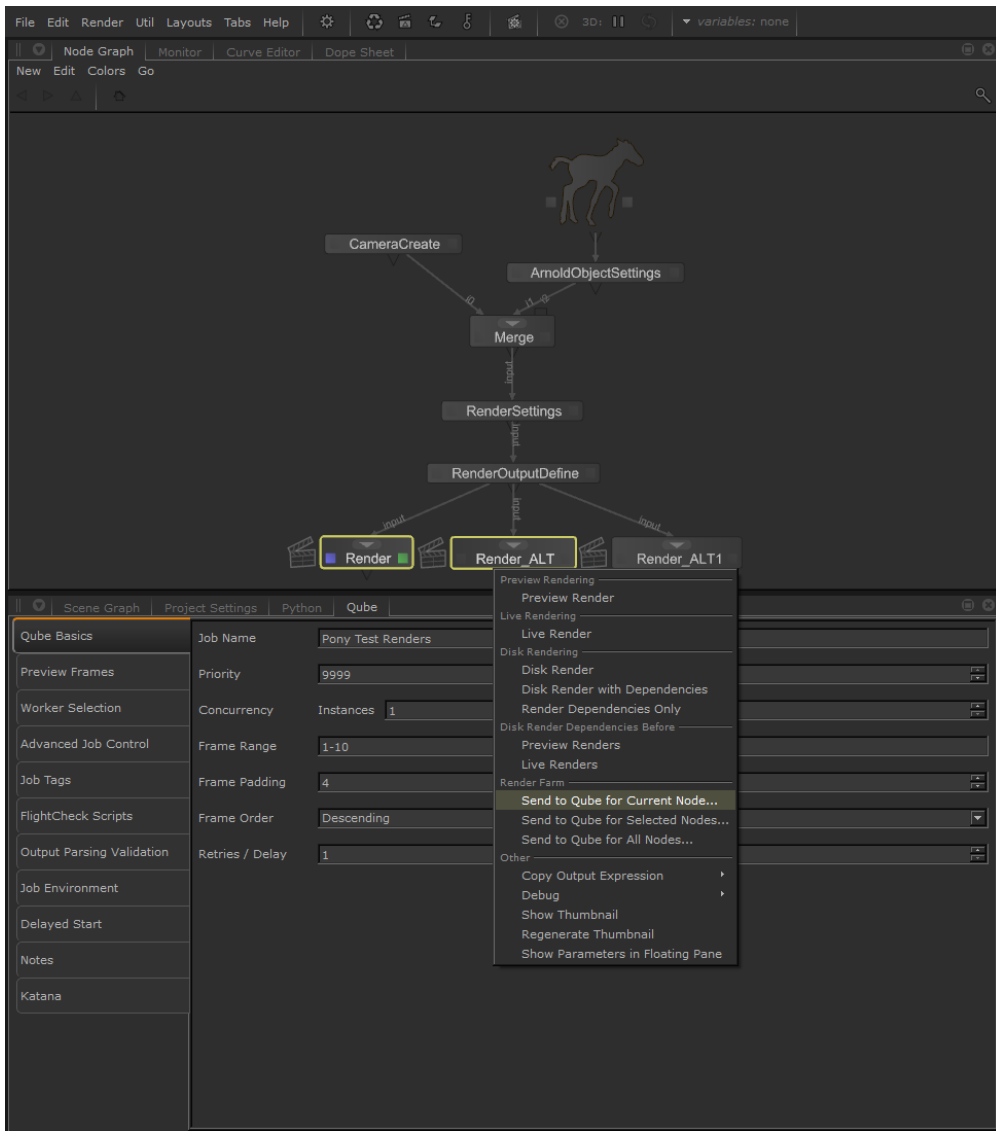 File Edit Render Util Layouts Tabs Help 3D: variables: none
Node Graph Monitor Curve Editor Dope Sheet
New Edit Colors Go
CameraCreate
ArnoldObjectSettings
i0 i1
Merge
input
RenderSettings
input
RenderOutputDefine
input input input
Render Render_ALT Render_ALT1
Preview Rendering
Preview Render
Live Rendering
Live Render
Disk Rendering
Disk Render
Disk Render with Dependencies
Render Dependencies Only
Disk Render Dependencies Before
Preview Renders
Live Renders
Render Farm
Send to Qube for Current Node...
Send to Qube for Selected Nodes...
Send to Qube for All Nodes...
Other
Copy Output Expression
Debug
Show Thumbnail
Regenerate Thumbnail
Show Parameters in Floating Pane
Scene Graph Project Settings Python Qube
Qube Basics
Preview Frames
Worker Selection
Advanced Job Control
Job Tags
FlightCheck Scripts
Output Parsing Validation
Job Environment
Delayed Start
Notes
Katana
Job Name Pony Test Renders
Priority 9999
Concurrency Instances 1
Frame Range 1-10
Frame Padding 4
Frame Order Descending
Retries / Delay 1